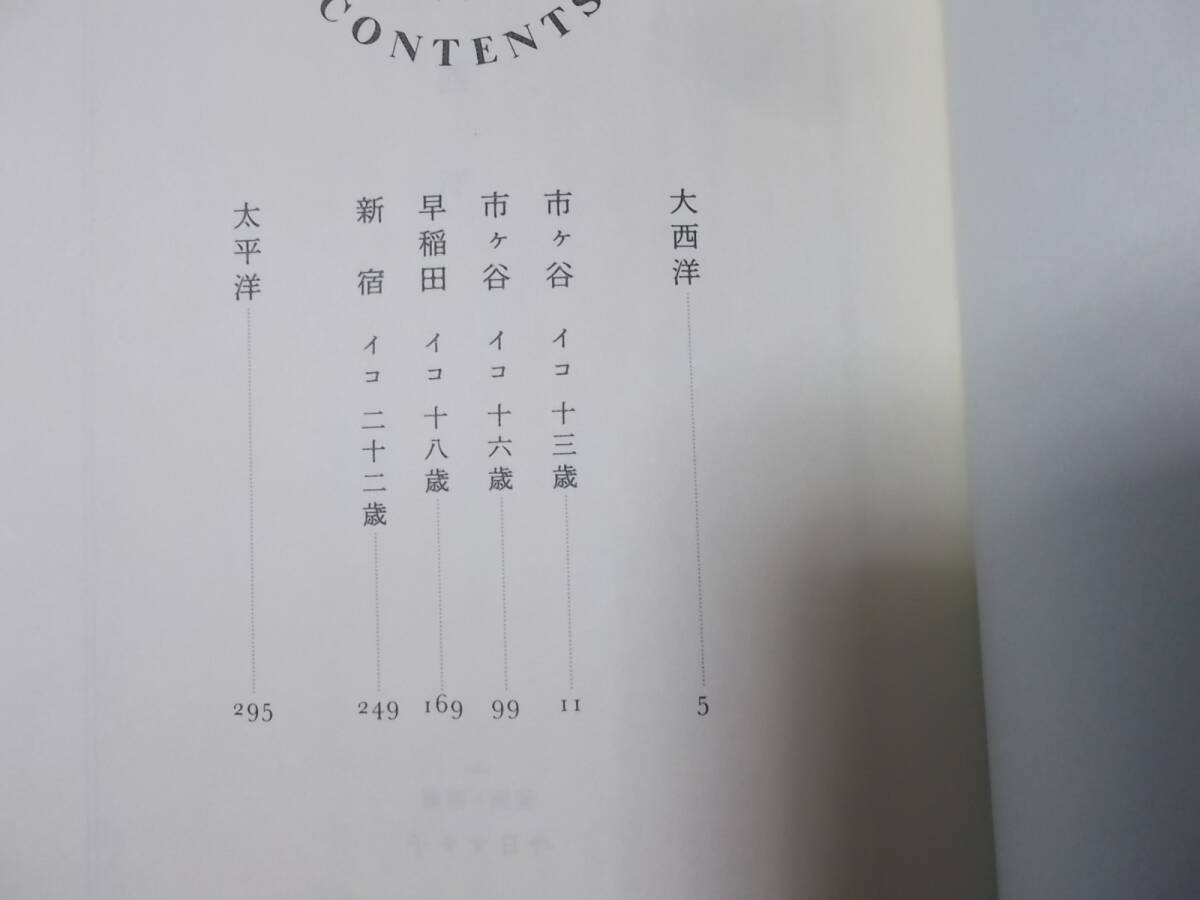 CONTENTS
大西洋 5
市ヶ谷 イコ 十三歳 11
市ヶ谷 イコ 十六歳 99
早稲田 イコ 十八歳 169
新宿 イコ 二十二歳 249
太平洋 295